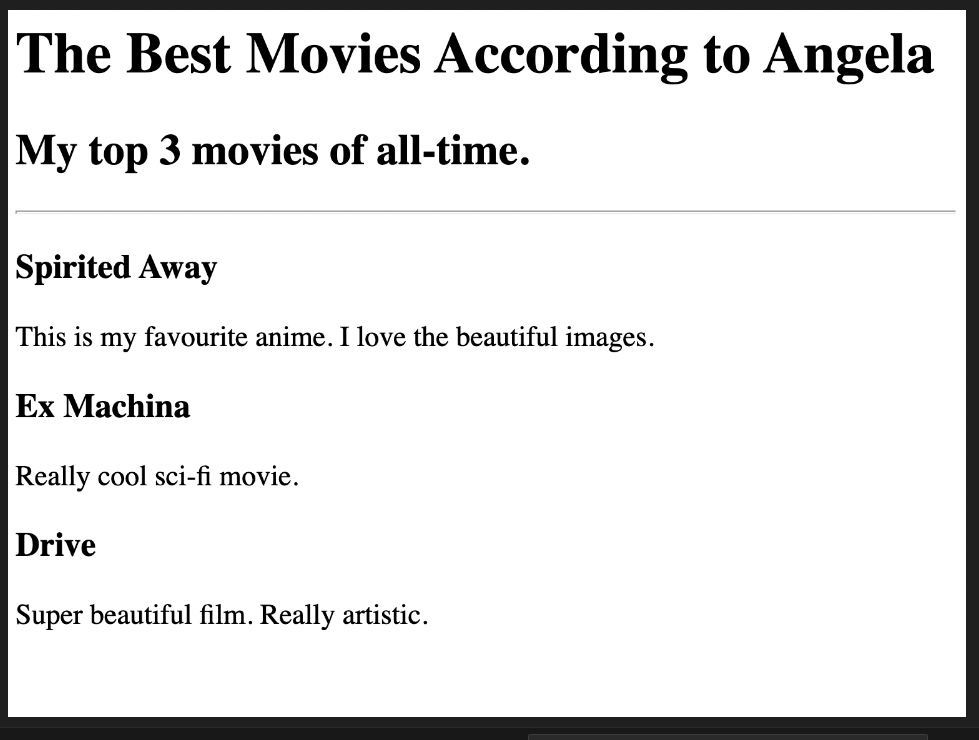 The Best Movies According to Angela
My top 3 movies of all-time.
Spirited Away
This is my favourite anime. I love the beautiful images.
Ex Machina
Really cool sci-fi movie.
Drive
Super beautiful film. Really artistic.